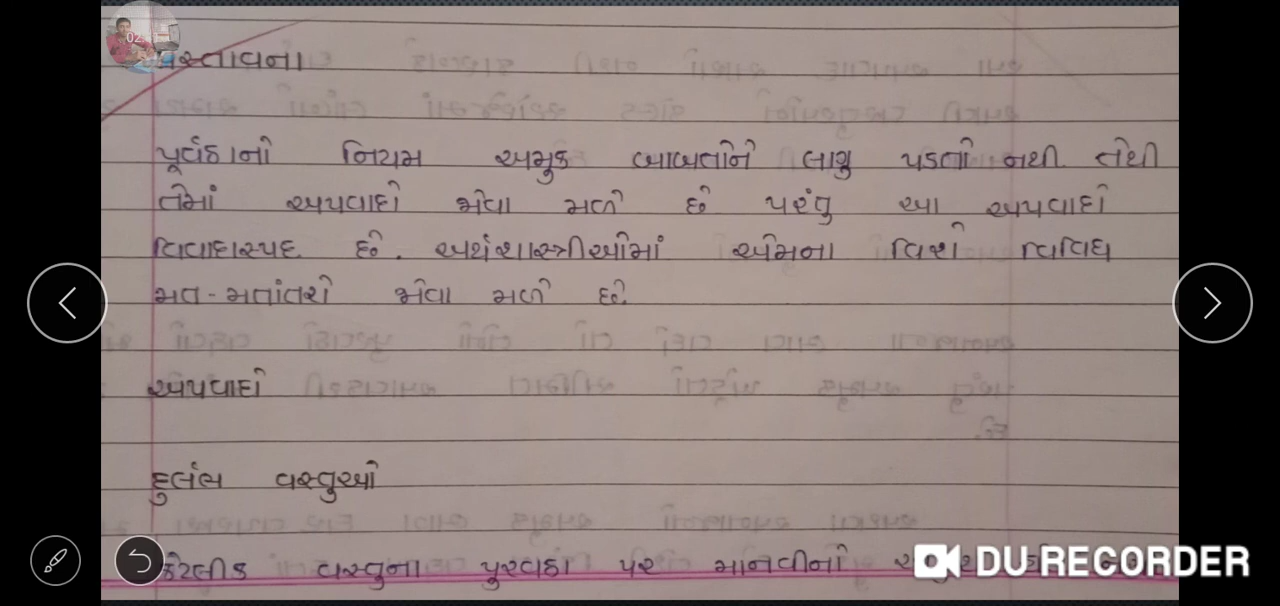 02:
પ્રસ્તાવના
પૂર્વઠાનો નિયમ અમુક બાબતોને લાગુ પડતો નથી. તેથી
તેમાં અપવાદો જોવા મળે છે પરંતુ આ અપવાદો
વિવાદાસ્પદ છે. અર્થશાસ્ત્રીઓમાં એમના વિશે વિવિધ
મત-મતાંતરો જોવા મળે છે.
અપવાદો
દુર્લભ વસ્તુઓ
કેટલીક વસ્તુના પુરવઠા પર માનવીનો
DU RECORDER